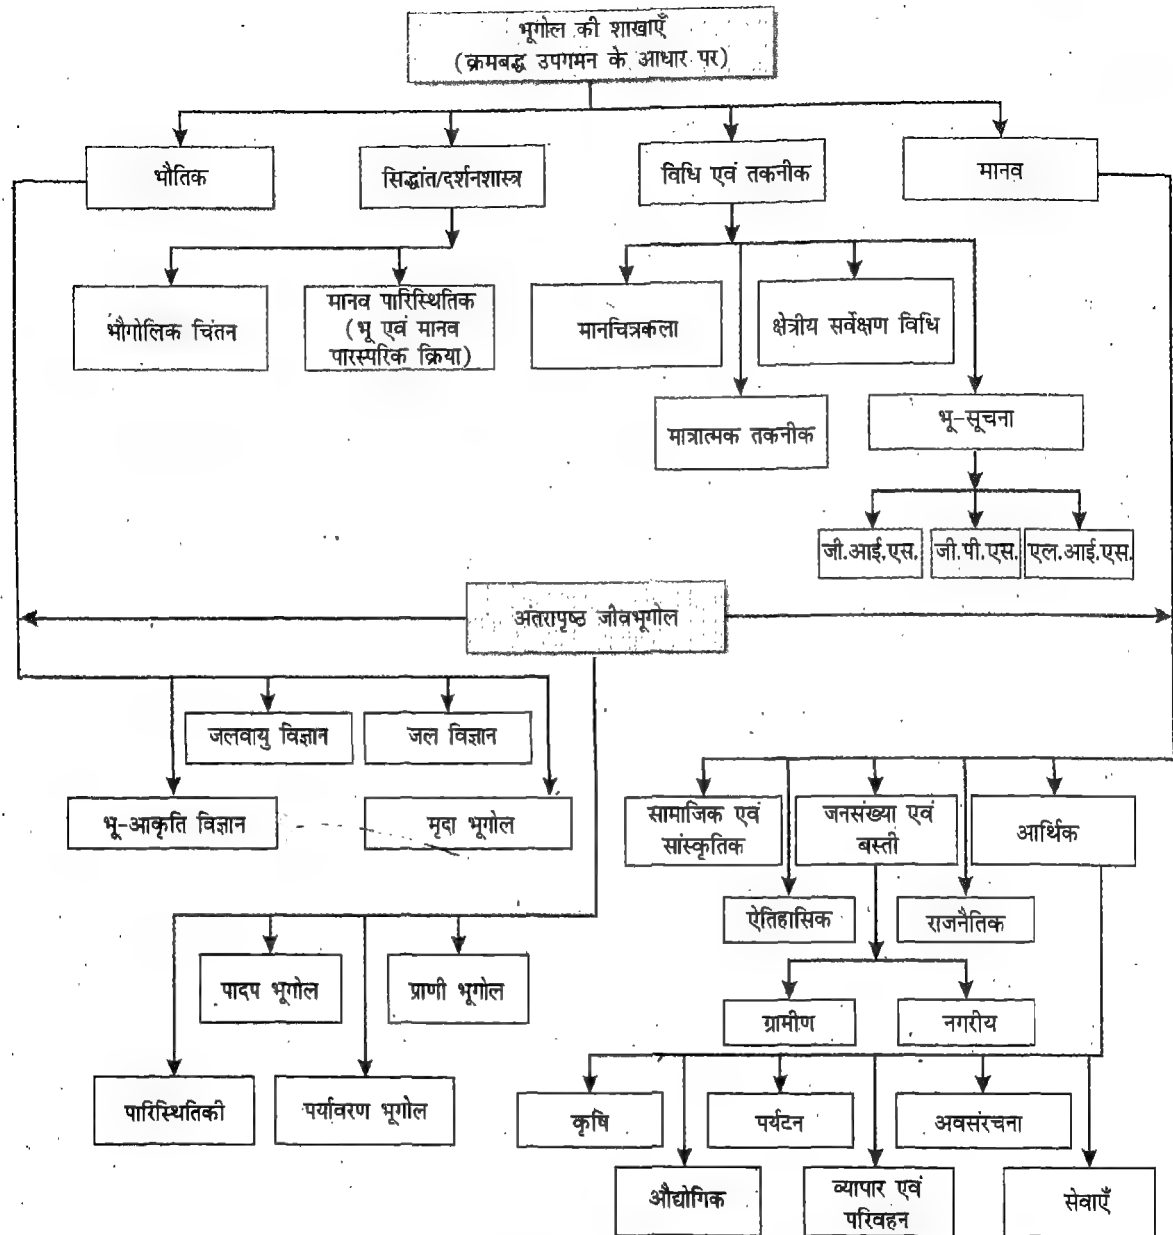 भूगोल की शाखाएँ
(क्रमबद्ध उपगमन के आधार पर)
भौतिक
सिद्धांत/दर्शनशास्त्र
विधि एवं तकनीक
मानव
भौगोलिक चिंतन
मानव पारिस्थितिक
(भू एवं मानव
पारस्परिक क्रिया)
मानचित्रकला
क्षेत्रीय सर्वेक्षण विधि
मात्रात्मक तकनीक
भू-सूचना
जी.आई.एस.
जी.पी.एस.
एल.आई.एस.
अंतरापृष्ठ जीवभूगोल
जलवायु विज्ञान
जल विज्ञान
भू-आकृति विज्ञान
मृदा भूगोल
सामाजिक एवं
सांस्कृतिक
जनसंख्या एवं
बस्ती
आर्थिक
ऐतिहासिक
राजनैतिक
पादप भूगोल
प्राणी भूगोल
ग्रामीण
नगरीय
पारिस्थितिकी
पर्यावरण भूगोल
कृषि
पर्यटन
अवसंरचना
औद्योगिक
व्यापार एवं
परिवहन
सेवाएँ